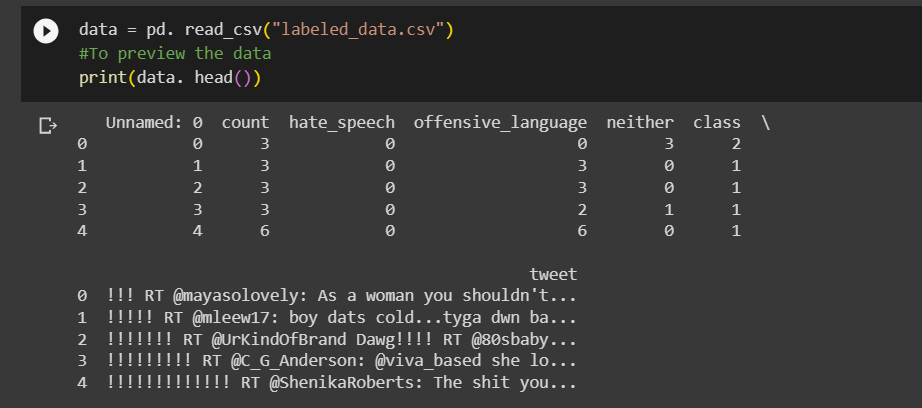 data = pd. read_csv("labeled_data.csv")
#To preview the data
print(data. head())
Unnamed: 0 count hate_speech offensive_language neither class \
0 0 3 0 0 3 2
1 1 3 0 3 0 1
2 2 3 0 3 0 1
3 3 3 0 2 1 1
4 4 6 0 6 0 1
tweet
0 !!! RT @mayasolovely: As a woman you shouldn't...
1 !!!!! RT @mleew17: boy dats cold...tyga dwn ba...
2 !!!!!!! RT @UrKindOfBrand Dawg!!!! RT @80sbaby...
3 !!!!!!!!! RT @C_G_Anderson: @viva_based she lo...
4 !!!!!!!!!!!!! RT @ShenikaRoberts: The shit you...